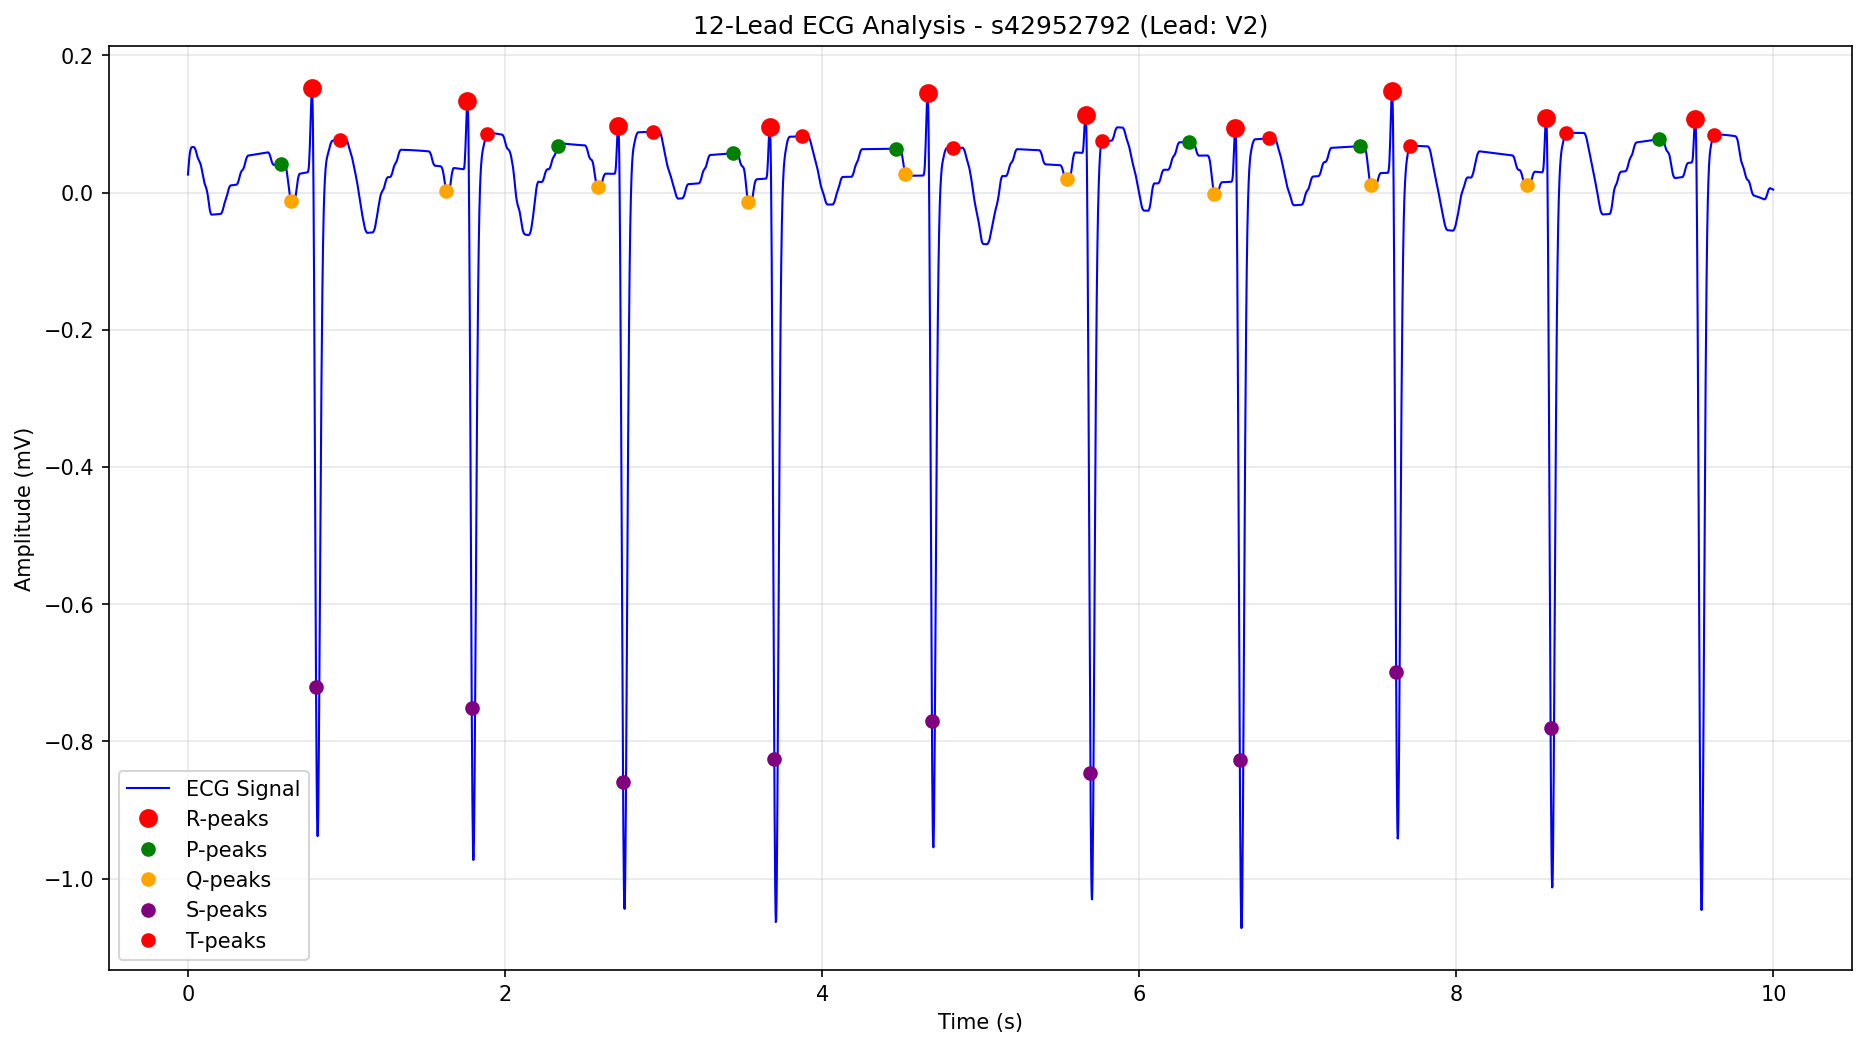 12-Lead ECG Analysis - s42952792 (Lead: V2)
0.2
0.0
−0.2
−0.4
−0.6
−0.8
−1.0
Amplitude (mV)
ECG Signal
R-peaks
P-peaks
Q-peaks
S-peaks
T-peaks
0 2 4 6 8 10
Time (s)